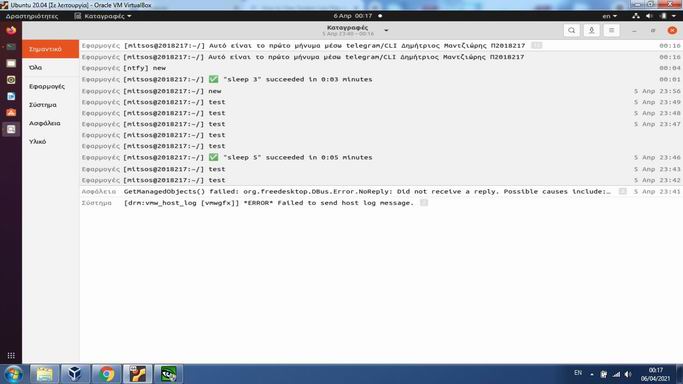 Ubuntu 20.04 [Σε λειτουργία] - Oracle VM VirtualBox
Δραστηριότητες Καταγραφές 6 Απρ 00:17 en
Καταγραφές
5 Απρ 23:40 - 00:16
Σημαντικό
Όλα
Εφαρμογές
Σύστημα
Ασφάλεια
Υλικό
Εφαρμογές [mitsos@2018217:~/] Αυτό είναι το πράτο μήνυμα μέσω telegram/CLI Δημήτριος Μαντζιώρης Π2018217 00:16
Εφαρμογές [mitsos@2018217:~/] Αυτό είναι το πράτο μήνυμα μέσω telegram/CLI Δημήτριος Μαντζιώρης Π2018217 00:16
Εφαρμογές [ntfy] new 00:04
Εφαρμογές [mitsos@2018217:~/] ✅ "sleep 3" succeeded in 0:03 minutes 00:01
Εφαρμογές [mitsos@2018217:~/] new 5 Απρ 23:56
Εφαρμογές [mitsos@2018217:~/] test 5 Απρ 23:49
Εφαρμογές [mitsos@2018217:~/] test 5 Απρ 23:48
Εφαρμογές [mitsos@2018217:~/] test 5 Απρ 23:47
Εφαρμογές [mitsos@2018217:~/] test
Εφαρμογές [mitsos@2018217:~/] test
Εφαρμογές [mitsos@2018217:~/] ✅ "sleep 5" succeeded in 0:05 minutes 5 Απρ 23:46
Εφαρμογές [mitsos@2018217:~/] test 5 Απρ 23:43
Εφαρμογές [mitsos@2018217:~/] test 5 Απρ 23:42
Ασφάλεια GetManagedObjects() failed: org.freedesktop.DBus.Error.NoReply: Did not receive a reply. Possible causes include:… 5 Απρ 23:41
Σύστημα [drm:vmw_host_log [vmwgfx]] *ERROR* Failed to send host log message.
EN 00:17
06/04/2021